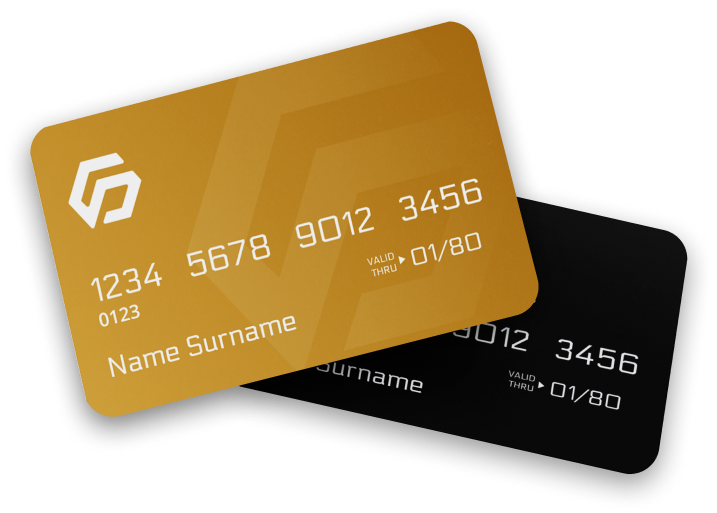 1234 5678 9012 3456
0123
VALID
THRU
01/80
Name Surname
9012 3456
VALID
THRU
01/80
Surname